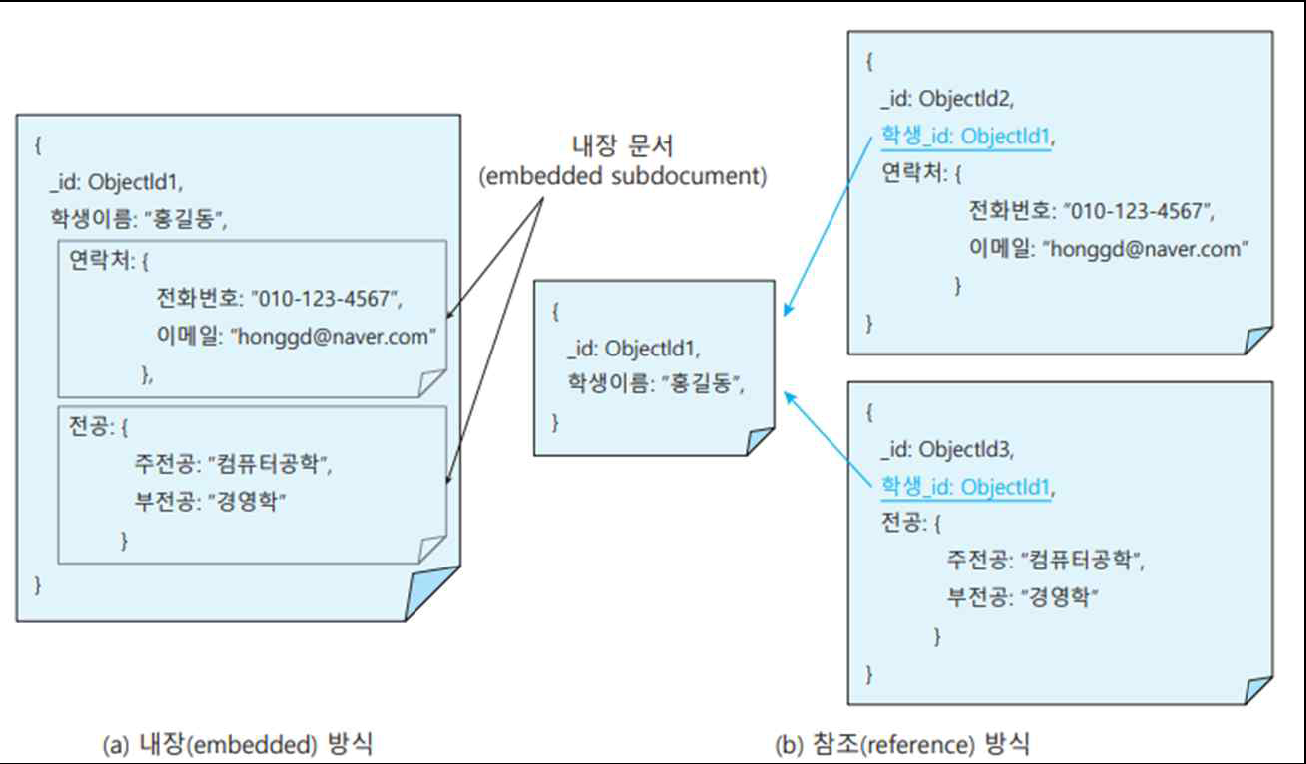 {
_id: ObjectId1,
학생이름: "홍길동",
연락처: {
전화번호: "010-123-4567",
이메일: "honggd@naver.com"
},
전공: {
주전공: "컴퓨터공학",
부전공: "경영학"
}
}
(a) 내장(embedded) 방식
내장 문서
(embedded subdocument)
{
_id: ObjectId1,
학생이름: "홍길동",
}
{
_id: ObjectId2,
학생_id: ObjectId1,
연락처: {
전화번호: "010-123-4567",
이메일: "honggd@naver.com"
}
}
{
_id: ObjectId3,
학생_id: ObjectId1,
전공: {
주전공: "컴퓨터공학",
부전공: "경영학"
}
}
(b) 참조(reference) 방식